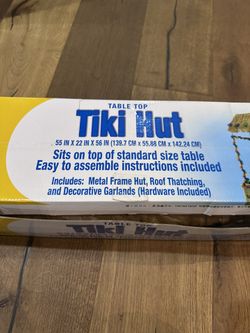 TABLE TOP
Tiki Hut
55 IN X 22 IN X 56 IN (139.7 CM X 55.88 CM X 142.24 CM)
Sits on top of standard size table
Easy to assemble instructions included
Includes: Metal Frame Hut, Roof Thatching,
and Decorative Garlands (Hardware Included)
TABLE TOP